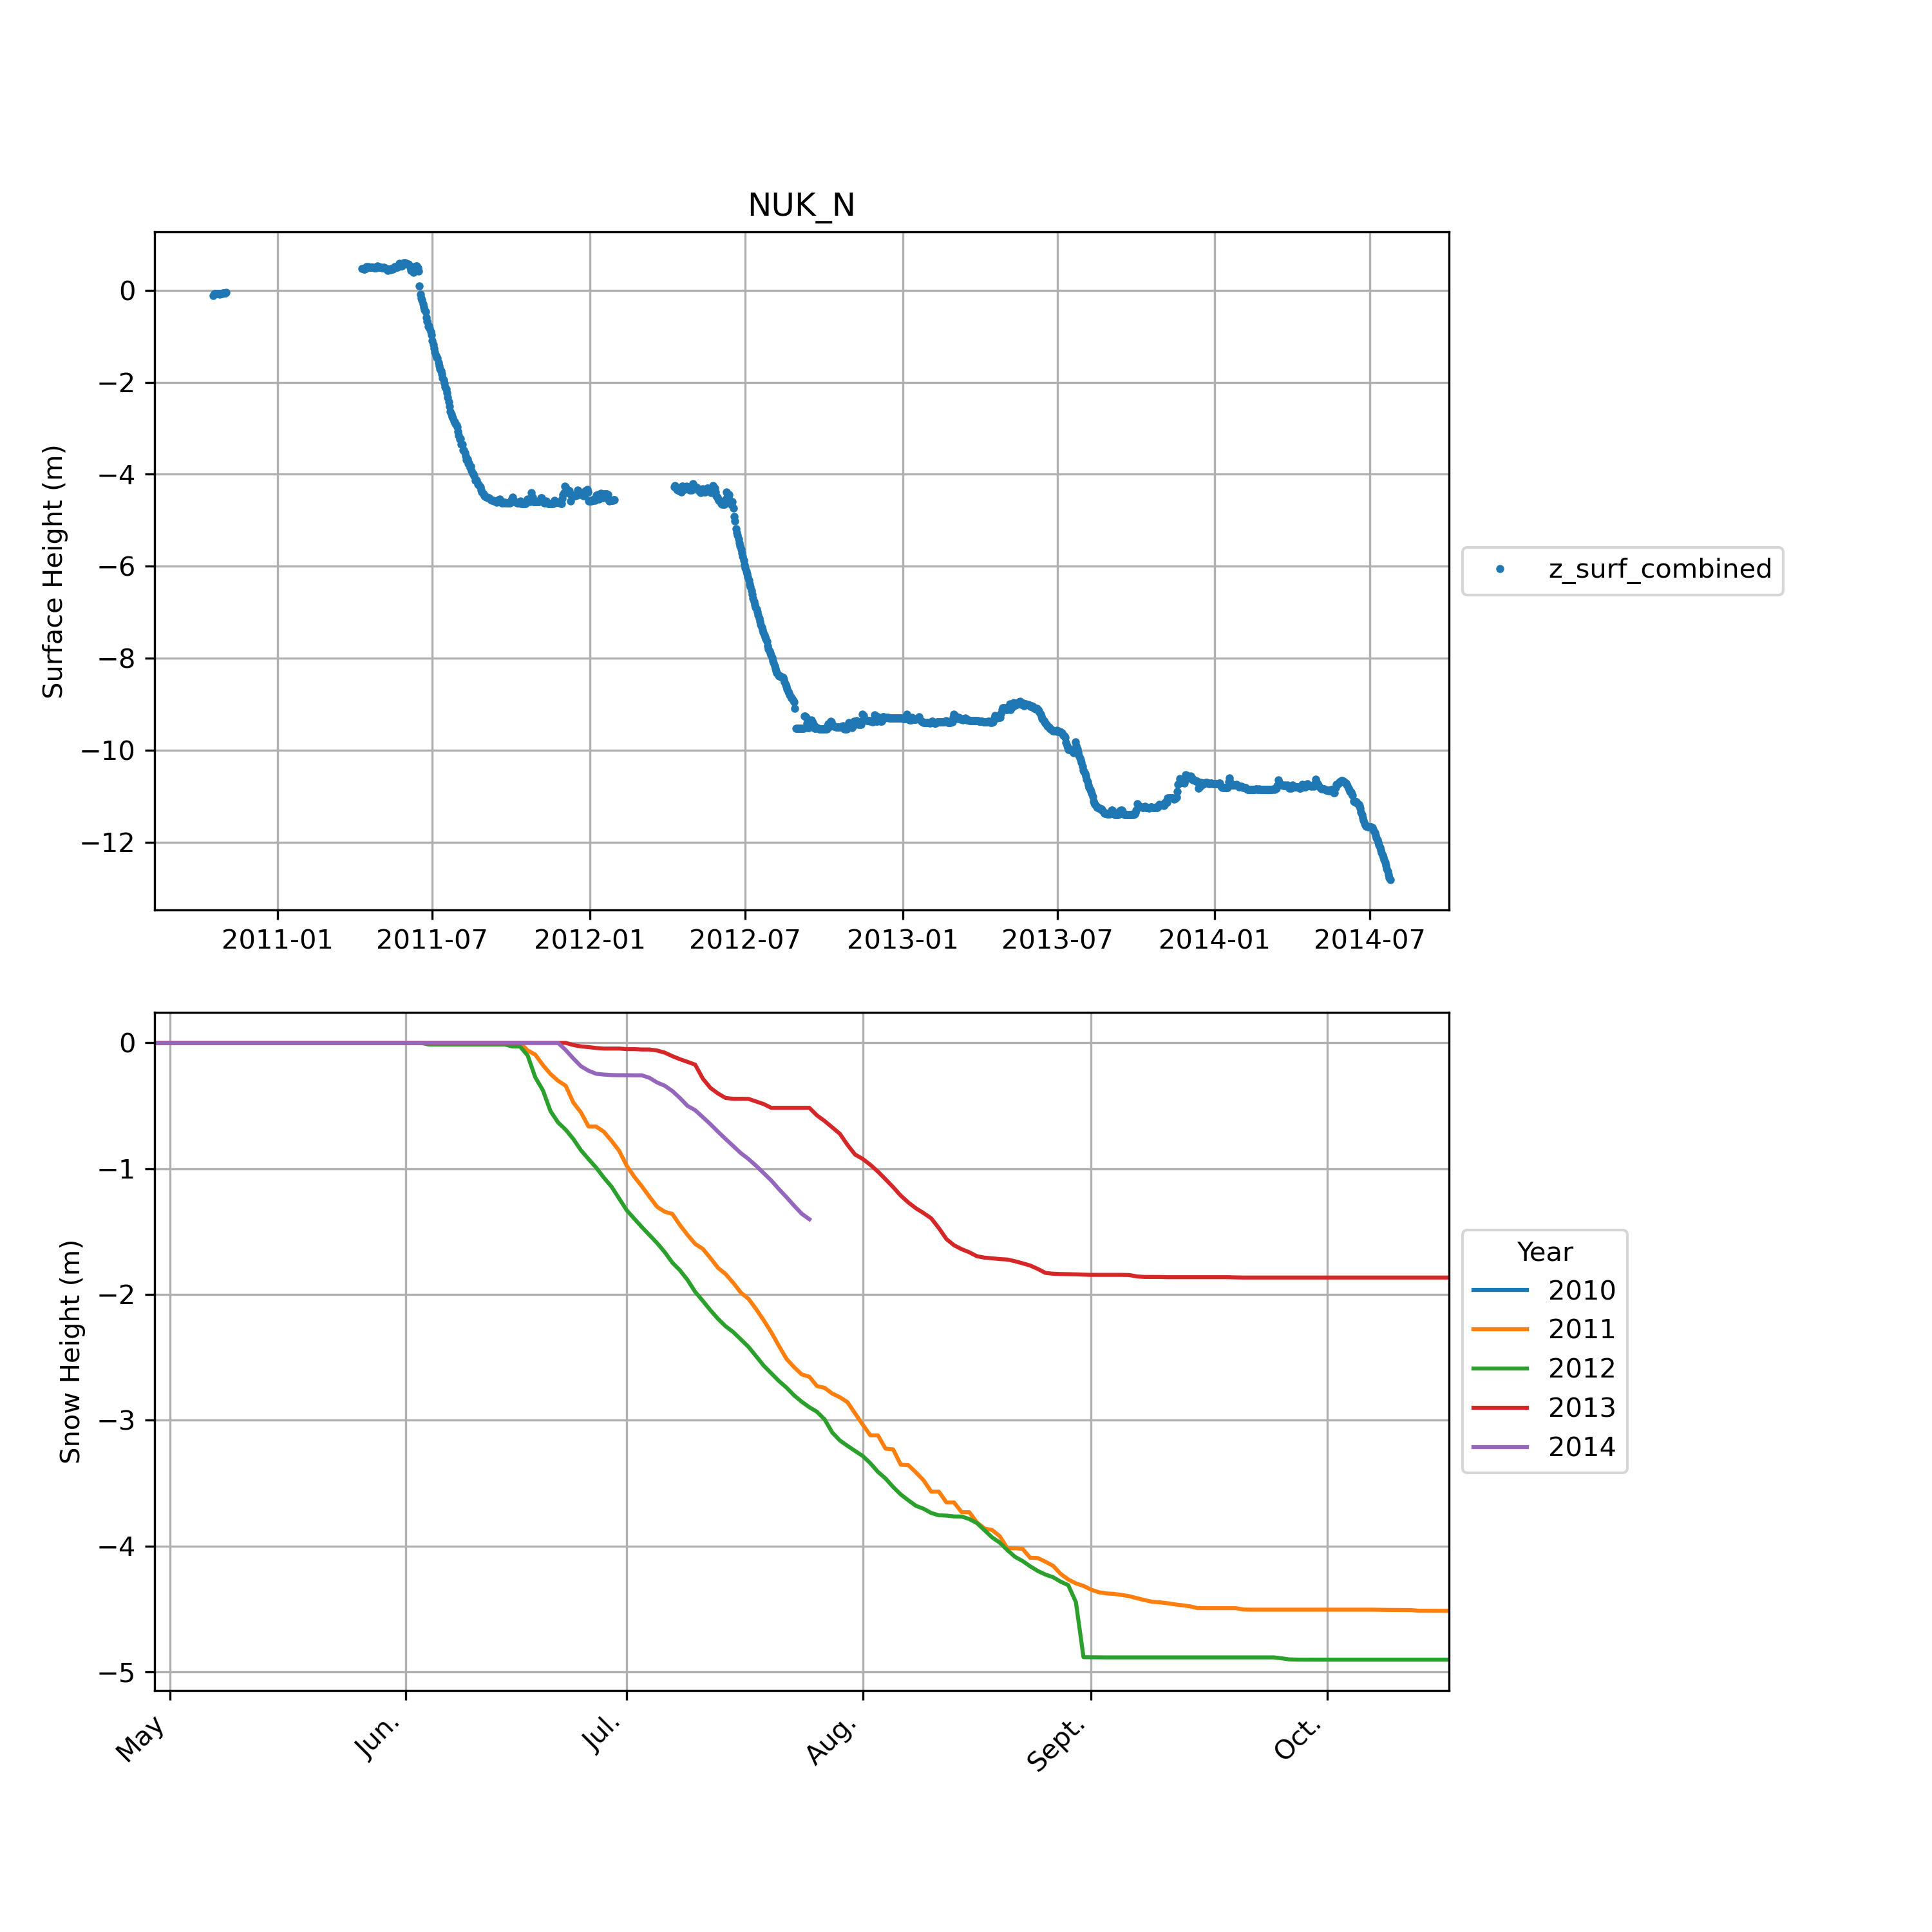 NUK_N
Surface Height (m)
0
−2
−4
−6
−8
−10
−12
2011-01 2011-07 2012-01 2012-07 2013-01 2013-07 2014-01 2014-07
z_surf_combined
Snow Height (m)
0
−1
−2
−3
−4
−5
May Jun. Jul. Aug. Sept. Oct.
Year
2010
2011
2012
2013
2014